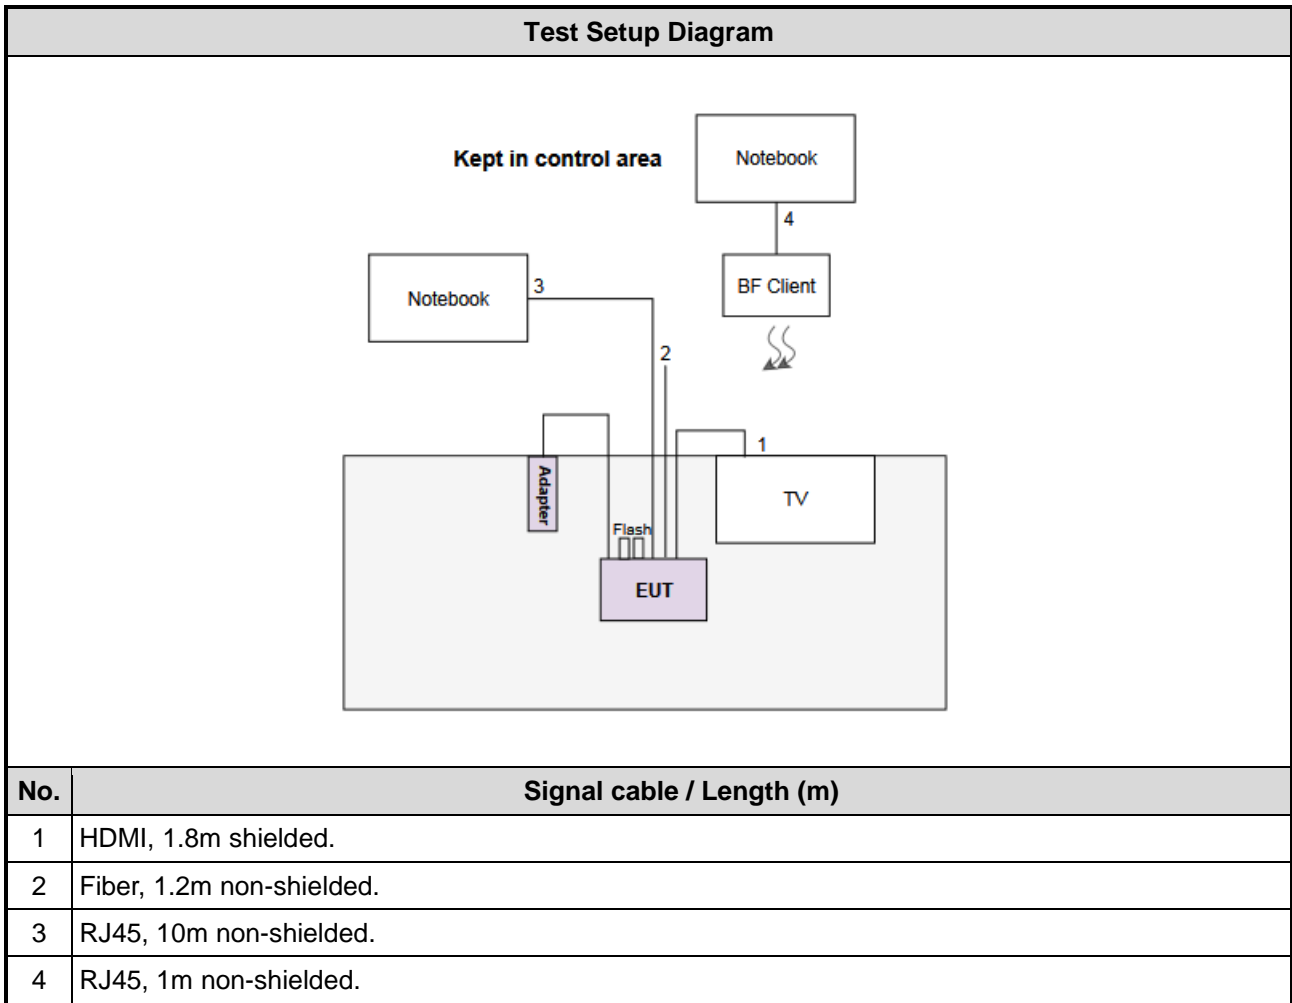 Test Setup Diagram
Kept in control area
Notebook
4
BF Client
Notebook
3
2
1
Adapter
TV
Flash
EUT
No. Signal cable / Length (m)
1 HDMI, 1.8m shielded.
2 Fiber, 1.2m non-shielded.
3 RJ45, 10m non-shielded.
4 RJ45, 1m non-shielded.